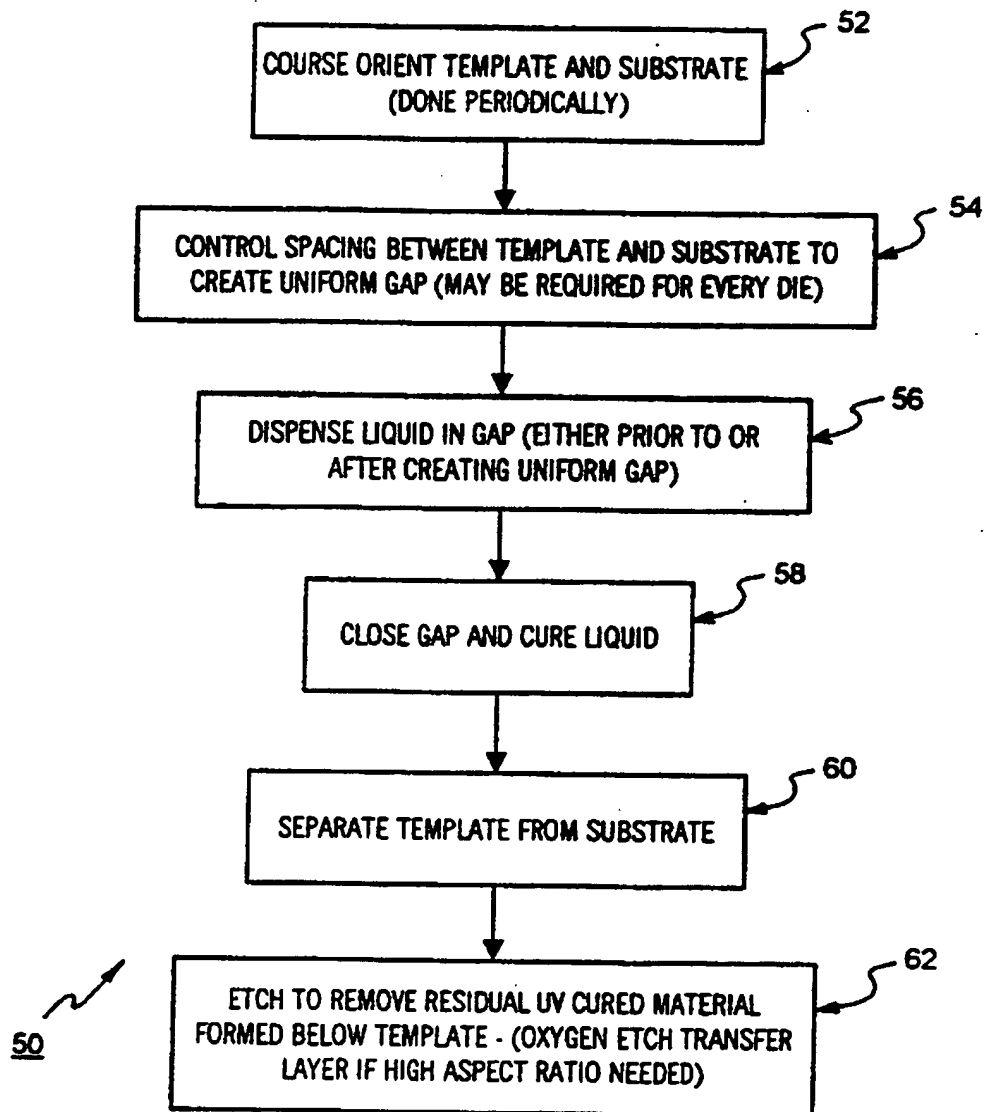 52
COURSE ORIENT TEMPLATE AND SUBSTRATE
(DONE PERIODICALLY)
54
CONTROL SPACING BETWEEN TEMPLATE AND SUBSTRATE TO
CREATE UNIFORM GAP (MAY BE REQUIRED FOR EVERY DIE)
56
DISPENSE LIQUID IN GAP (EITHER PRIOR TO OR
AFTER CREATING UNIFORM GAP)
58
CLOSE GAP AND CURE LIQUID
60
SEPARATE TEMPLATE FROM SUBSTRATE
62
ETCH TO REMOVE RESIDUAL UV CURED MATERIAL
FORMED BELOW TEMPLATE - (OXYGEN ETCH TRANSFER
LAYER IF HIGH ASPECT RATIO NEEDED)
50